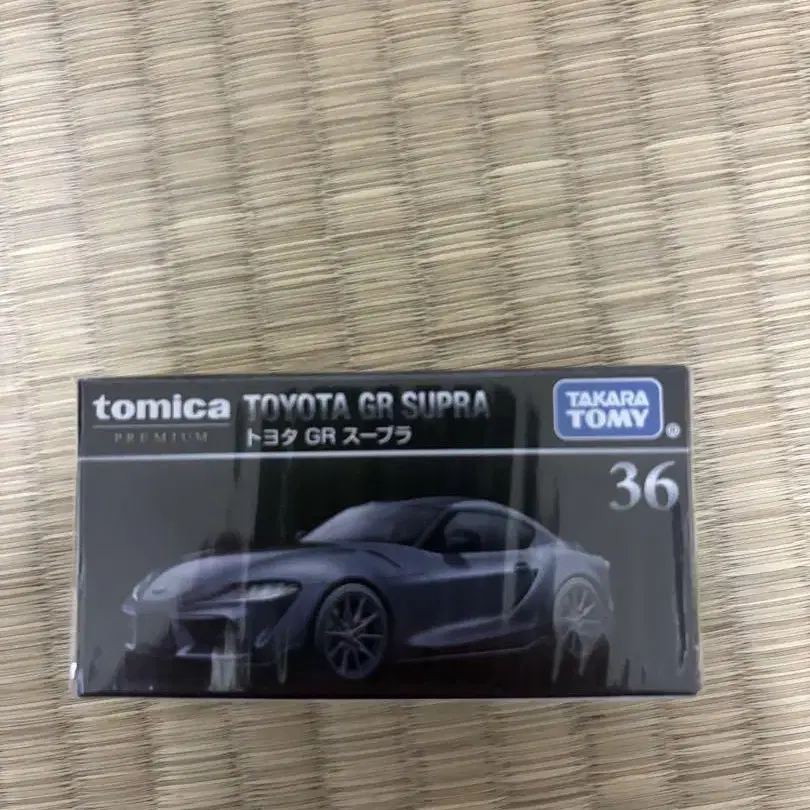 tomica
PREMIUM
TOYOTA GR SUPRA
トヨタ GR スープラ
TAKARA
TOMY
®
36